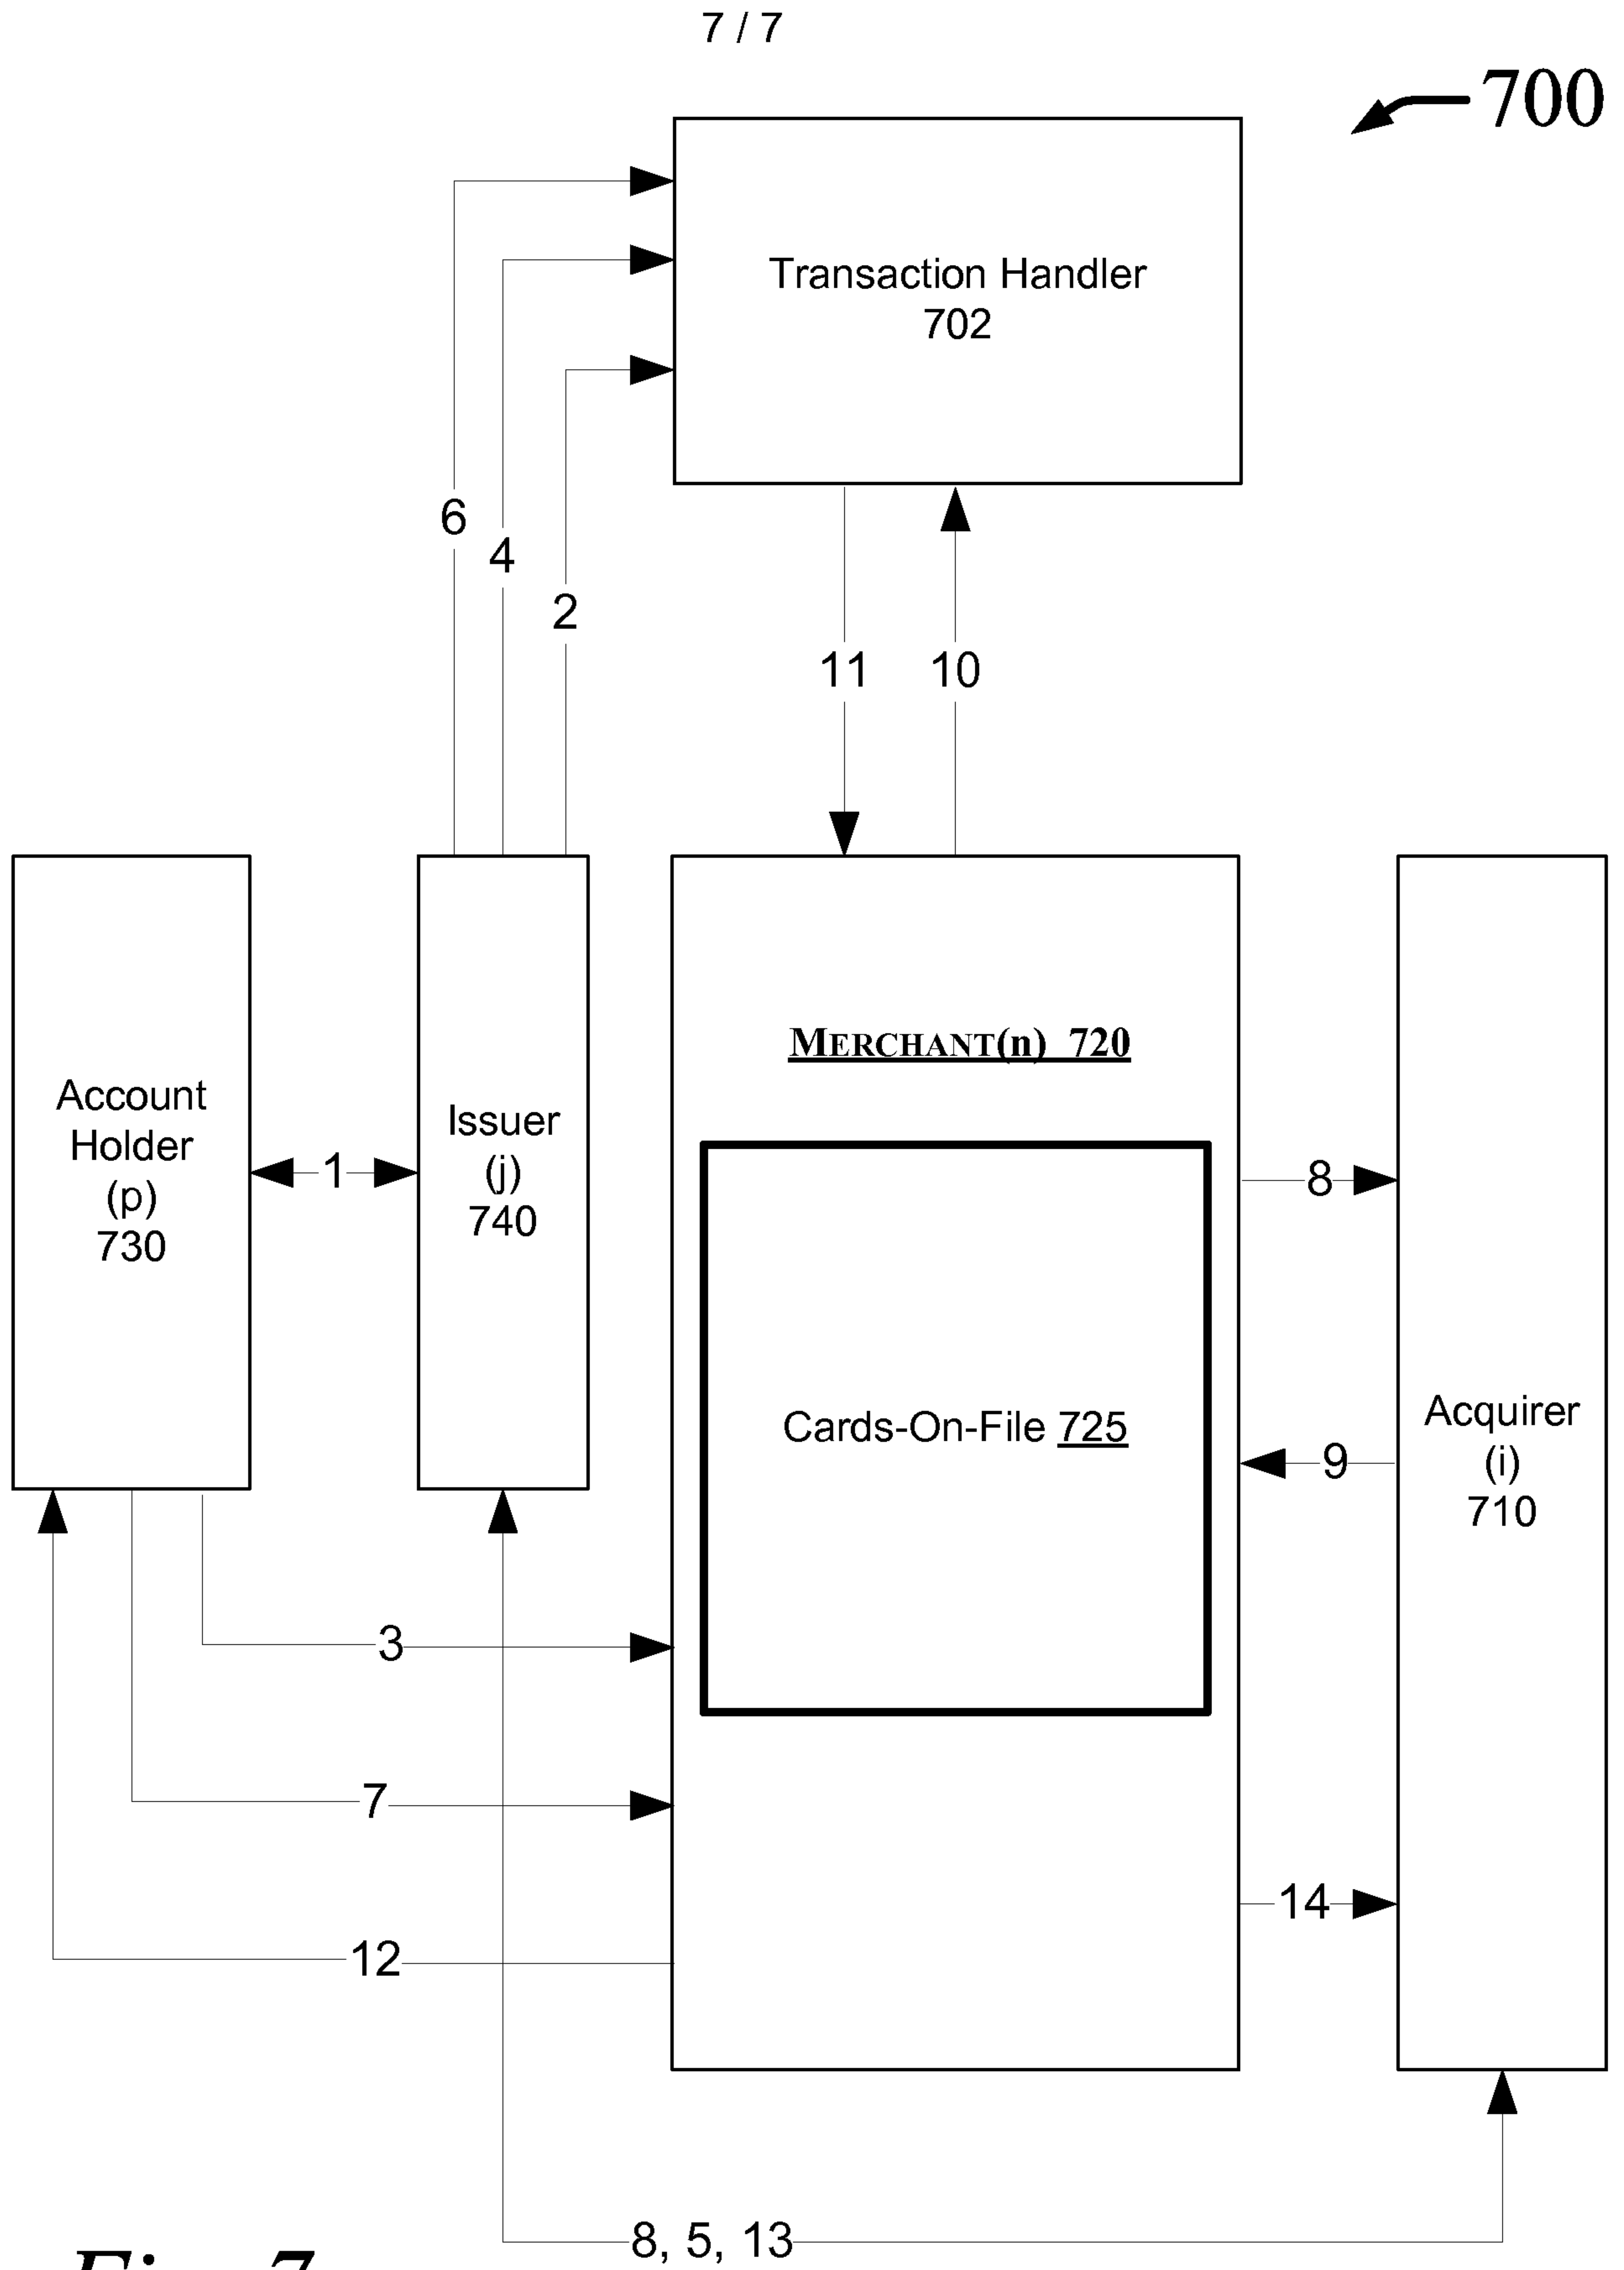 7 / 7
700
Transaction Handler
702
6
4
2
11
10
Account
Holder
(p)
730
1
Issuer
(j)
740
MERCHANT(n) 720
Cards-On-File 725
8
9
Acquirer
(i)
710
3
7
14
12
8, 5, 13